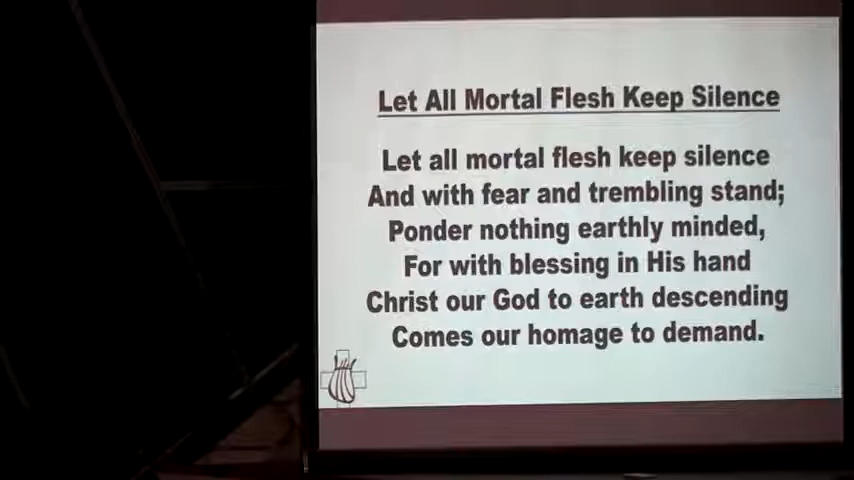 Let All Mortal Flesh Keep Silence
Let all mortal flesh keep silence
And with fear and trembling stand;
Ponder nothing earthly minded,
For with blessing in His hand
Christ our God to earth descending
Comes our homage to demand.